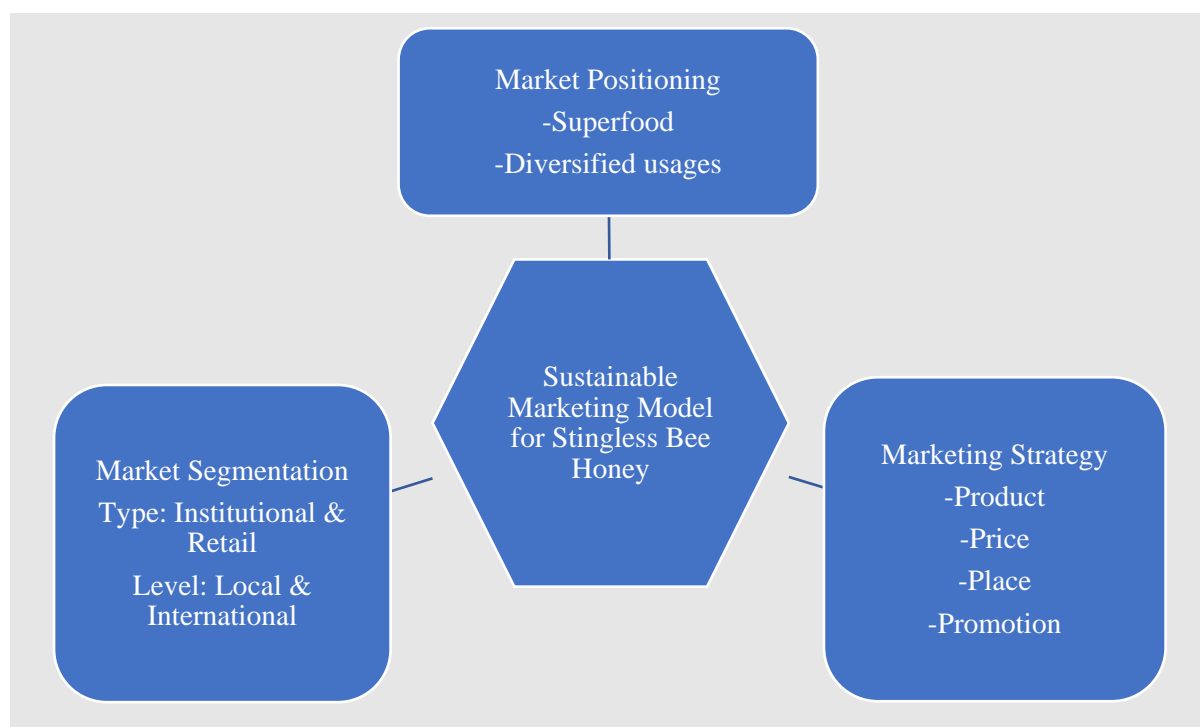 Market Positioning
-Superfood
-Diversified usages
Sustainable
Marketing Model
for Stingless Bee
Honey
Market Segmentation
Type: Institutional &
Retail
Level: Local &
International
Marketing Strategy
-Product
-Price
-Place
-Promotion